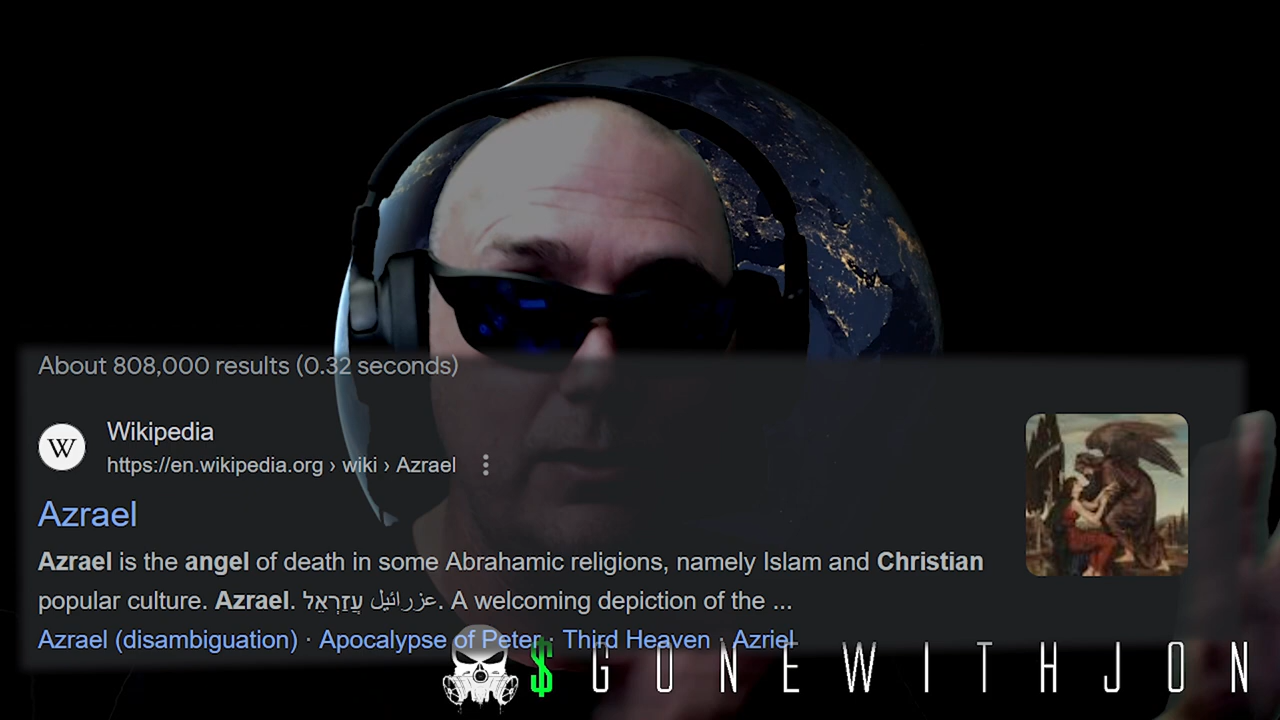 About 808,000 results (0.32 seconds)
W
Wikipedia
https://en.wikipedia.org › wiki › Azrael
Azrael
Azrael is the angel of death in some Abrahamic religions, namely Islam and Christian
popular culture. Azrael. עֲזַרְאֵל عزرائيل. A welcoming depiction of the ...
Azrael (disambiguation) · Apocalypse of Peter · Third Heaven · Azriel
$GUNEWITHJON